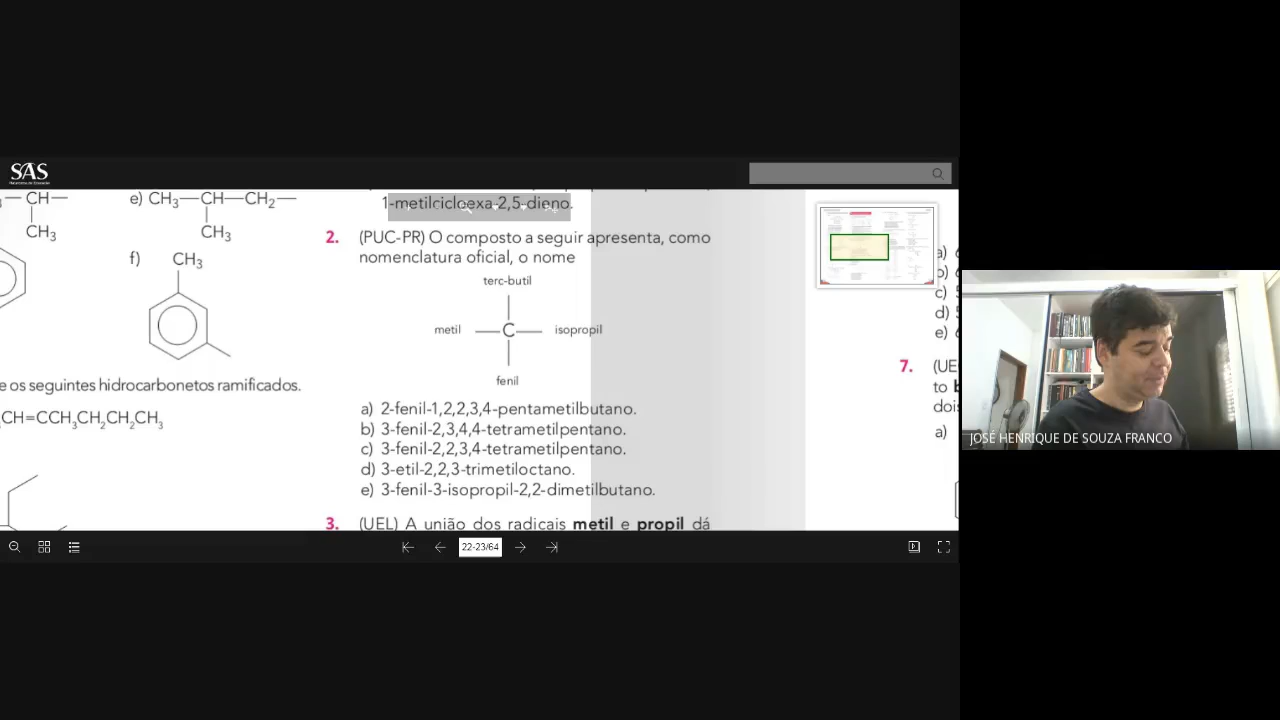 SAS
— CH—
CH₃
e) CH₃—CH—CH₂—
CH₃
f) CH₃
e os seguintes hidrocarbonetos ramificados.
CH=CCH₃CH₂CH₂CH₃
1-metilcicloexa-2,5-dieno.
2. (PUC-PR) O composto a seguir apresenta, como
nomenclatura oficial, o nome
terc-butil
metil — C — isopropil
fenil
a) 2-fenil-1,2,2,3,4-pentametilbutano.
b) 3-fenil-2,3,4,4-tetrametilpentano.
c) 3-fenil-2,2,3,4-tetrametilpentano.
d) 3-etil-2,2,3-trimetiloctano.
e) 3-fenil-3-isopropil-2,2-dimetilbutano.
3. (UEL) A união dos radicais metil e propil dá
a)
b)
c)
d)
e)
7. (UE
to b
dois
a)
22-23/64
JOSÉ HENRIQUE DE SOUZA FRANCO